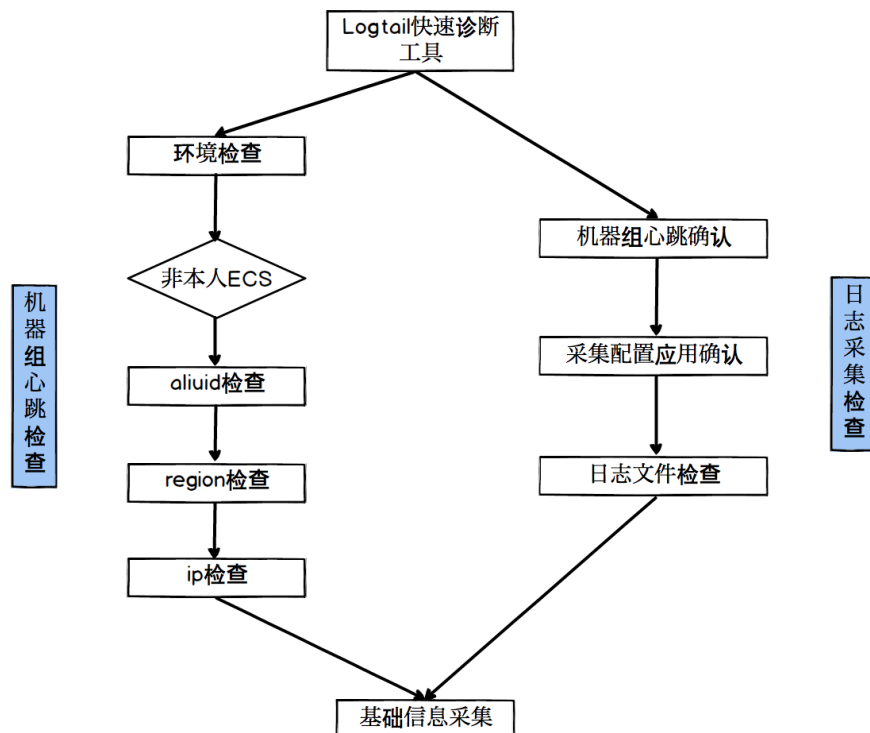 Logtail快速诊断
工具
环境检查
非本人ECS
aliuid检查
region检查
ip检查
机器组心跳确认
采集配置应用确认
日志文件检查
基础信息采集
机
器
组
心
跳
检
查
日
志
采
集
检
查